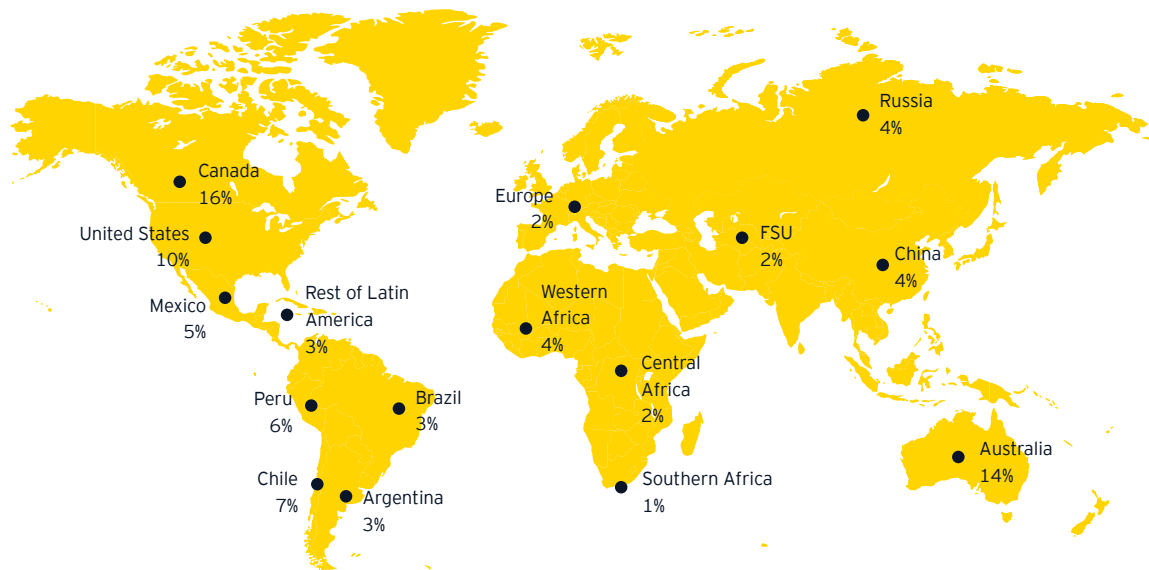 Russia
4%
Canada
16%
Europe
2%
United States
10%
FSU
2%
China
4%
Mexico
5%
Rest of Latin
America
3%
Western
Africa
4%
Central
Africa
2%
Peru
6%
Brazil
3%
Australia
14%
Chile
7%
Argentina
3%
Southern Africa
1%